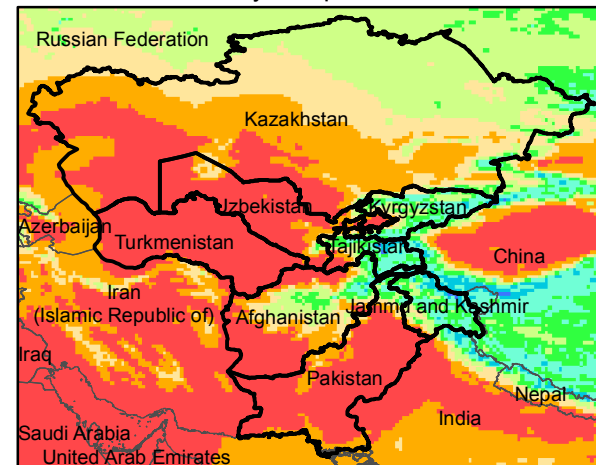 Russian Federation
Kazakhstan
Uzbekistan
Kyrgyzstan
Azerbaijan
Turkmenistan
Tajikistan
China
Iran
(Islamic Republic of)
Afghanistan
Jammu and Kashmir
Iraq
Pakistan
Nepal
India
Saudi Arabia
United Arab Emirates